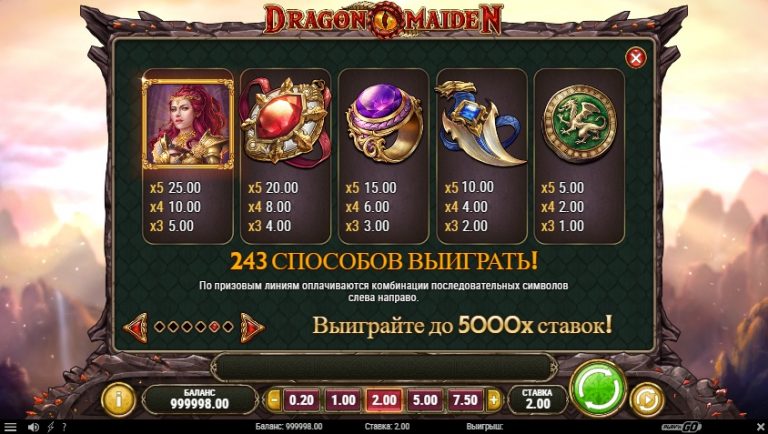 DRAGON MAIDEN
x5 25.00
x4 10.00
x3 5.00
x5 20.00
x4 8.00
x3 4.00
x5 15.00
x4 6.00
x3 3.00
x5 10.00
x4 4.00
x3 2.00
x5 5.00
x4 2.00
x3 1.00
243 СПОСОБОВ ВЫИГРАТЬ!
По призовым линиям оплачиваются комбинации последовательных символов
слева направо.
Выиграйте до 5000x ставок!
БАЛАНС
999998.00
- 0.20 1.00 2.00 5.00 7.50 +
СТАВКА
2.00
Баланс: 999998.00 Ставка: 2.00 Выигрыш:
PLAY'N GO